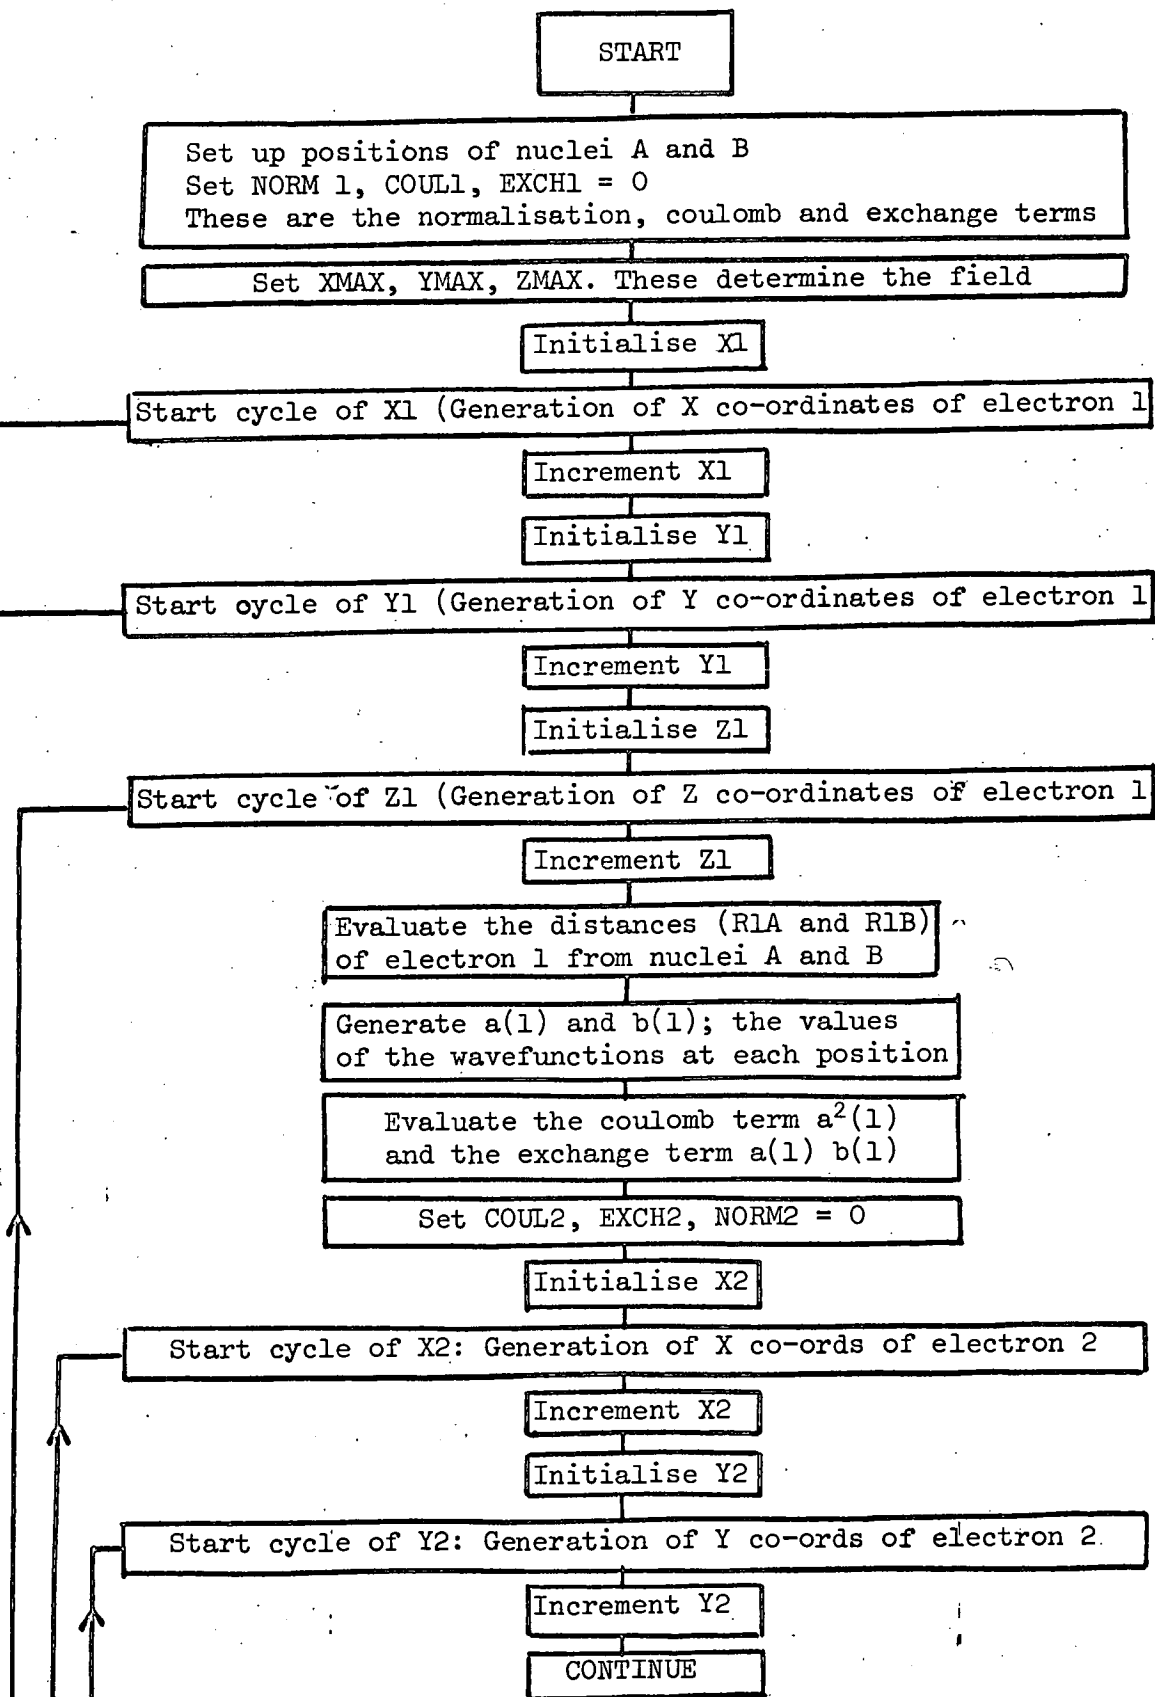 START
Set up positions of nuclei A and B
Set NORM 1, COUL1, EXCH1 = 0
These are the normalisation, coulomb and exchange terms
Set XMAX, YMAX, ZMAX. These determine the field
Initialise X1
Start cycle of X1 (Generation of X co-ordinates of electron 1
Increment X1
Initialise Y1
Start oycle of Y1 (Generation of Y co-ordinates of electron 1
Increment Y1
Initialise Z1
Start cycle of Z1 (Generation of Z co-ordinates of electron 1
Increment Z1
Evaluate the distances (R1A and R1B)
of electron 1 from nuclei A and B
Generate a(1) and b(1); the values
of the wavefunctions at each position
Evaluate the coulomb term a²(1)
and the exchange term a(1) b(1)
Set COUL2, EXCH2, NORM2 = 0
Initialise X2
Start cycle of X2: Generation of X co-ords of electron 2
Increment X2
Initialise Y2
Start cycle of Y2: Generation of Y co-ords of electron 2.
Increment Y2
CONTINUE